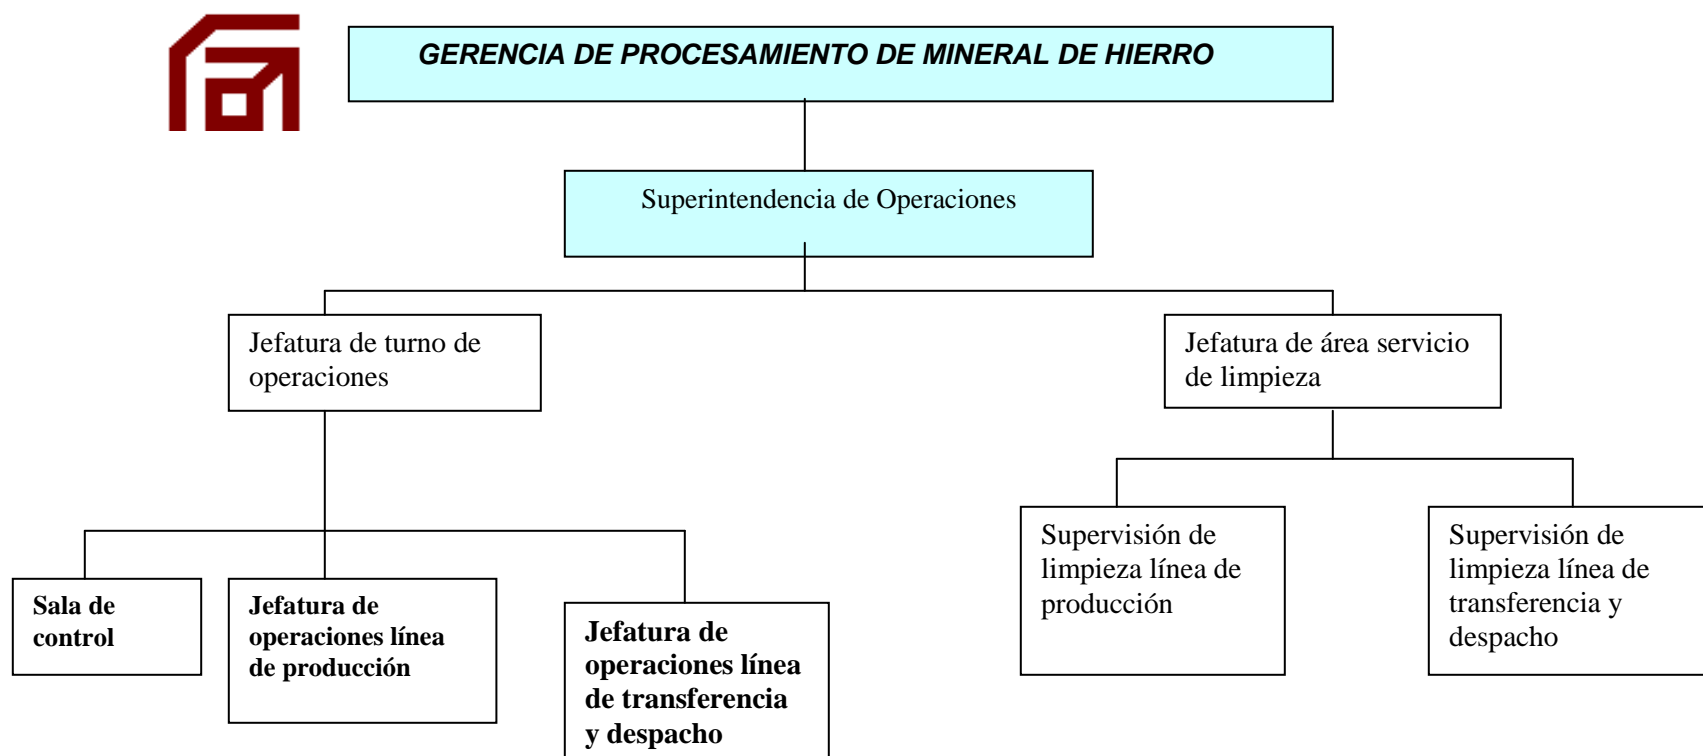 GERENCIA DE PROCESAMIENTO DE MINERAL DE HIERRO
Superintendencia de Operaciones
Jefatura de turno de
operaciones
Jefatura de área servicio
de limpieza
Sala de
control
Jefatura de
operaciones línea
de producción
Jefatura de
operaciones línea
de transferencia
y despacho
Supervisión de
limpieza línea de
producción
Supervisión de
limpieza línea de
transferencia y
despacho